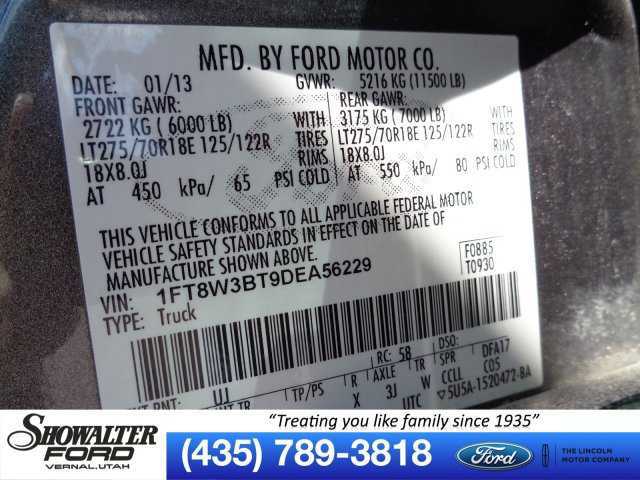 MFD. BY FORD MOTOR CO.
DATE: 01/13 GVWR: 5216 KG (11500 LB)
FRONT GAWR: REAR GAWR:
2722 KG (6000 LB) WITH 3175 KG (7000 LB) WITH
LT275/70R18E 125/122R TIRES LT275/70R18E 125/122R TIRES
18X8.0J RIMS 18X8.0J RIMS
AT 450 kPa/ 65 PSI COLD AT 550 kPa/ 80 PSI COLD
THIS VEHICLE CONFORMS TO ALL APPLICABLE FEDERAL MOTOR
VEHICLE SAFETY STANDARDS IN EFFECT ON THE DATE OF
MANUFACTURE SHOWN ABOVE.
F0885
T0930
VIN: 1FT8W3BT9DEA56229
TYPE: Truck
RC: 58 DSO:
EXT PNT: UJ
INT TR TP/PS R AXLE TR SPR DFA17
X 3J W CCLL COS
UTC ▽5U5A-1520472-BA
"Treating you like family since 1935"
SHOWALTER
FORD
VERNAL, UTAH
(435) 789-3818
Ford
THE LINCOLN
MOTOR COMPANY